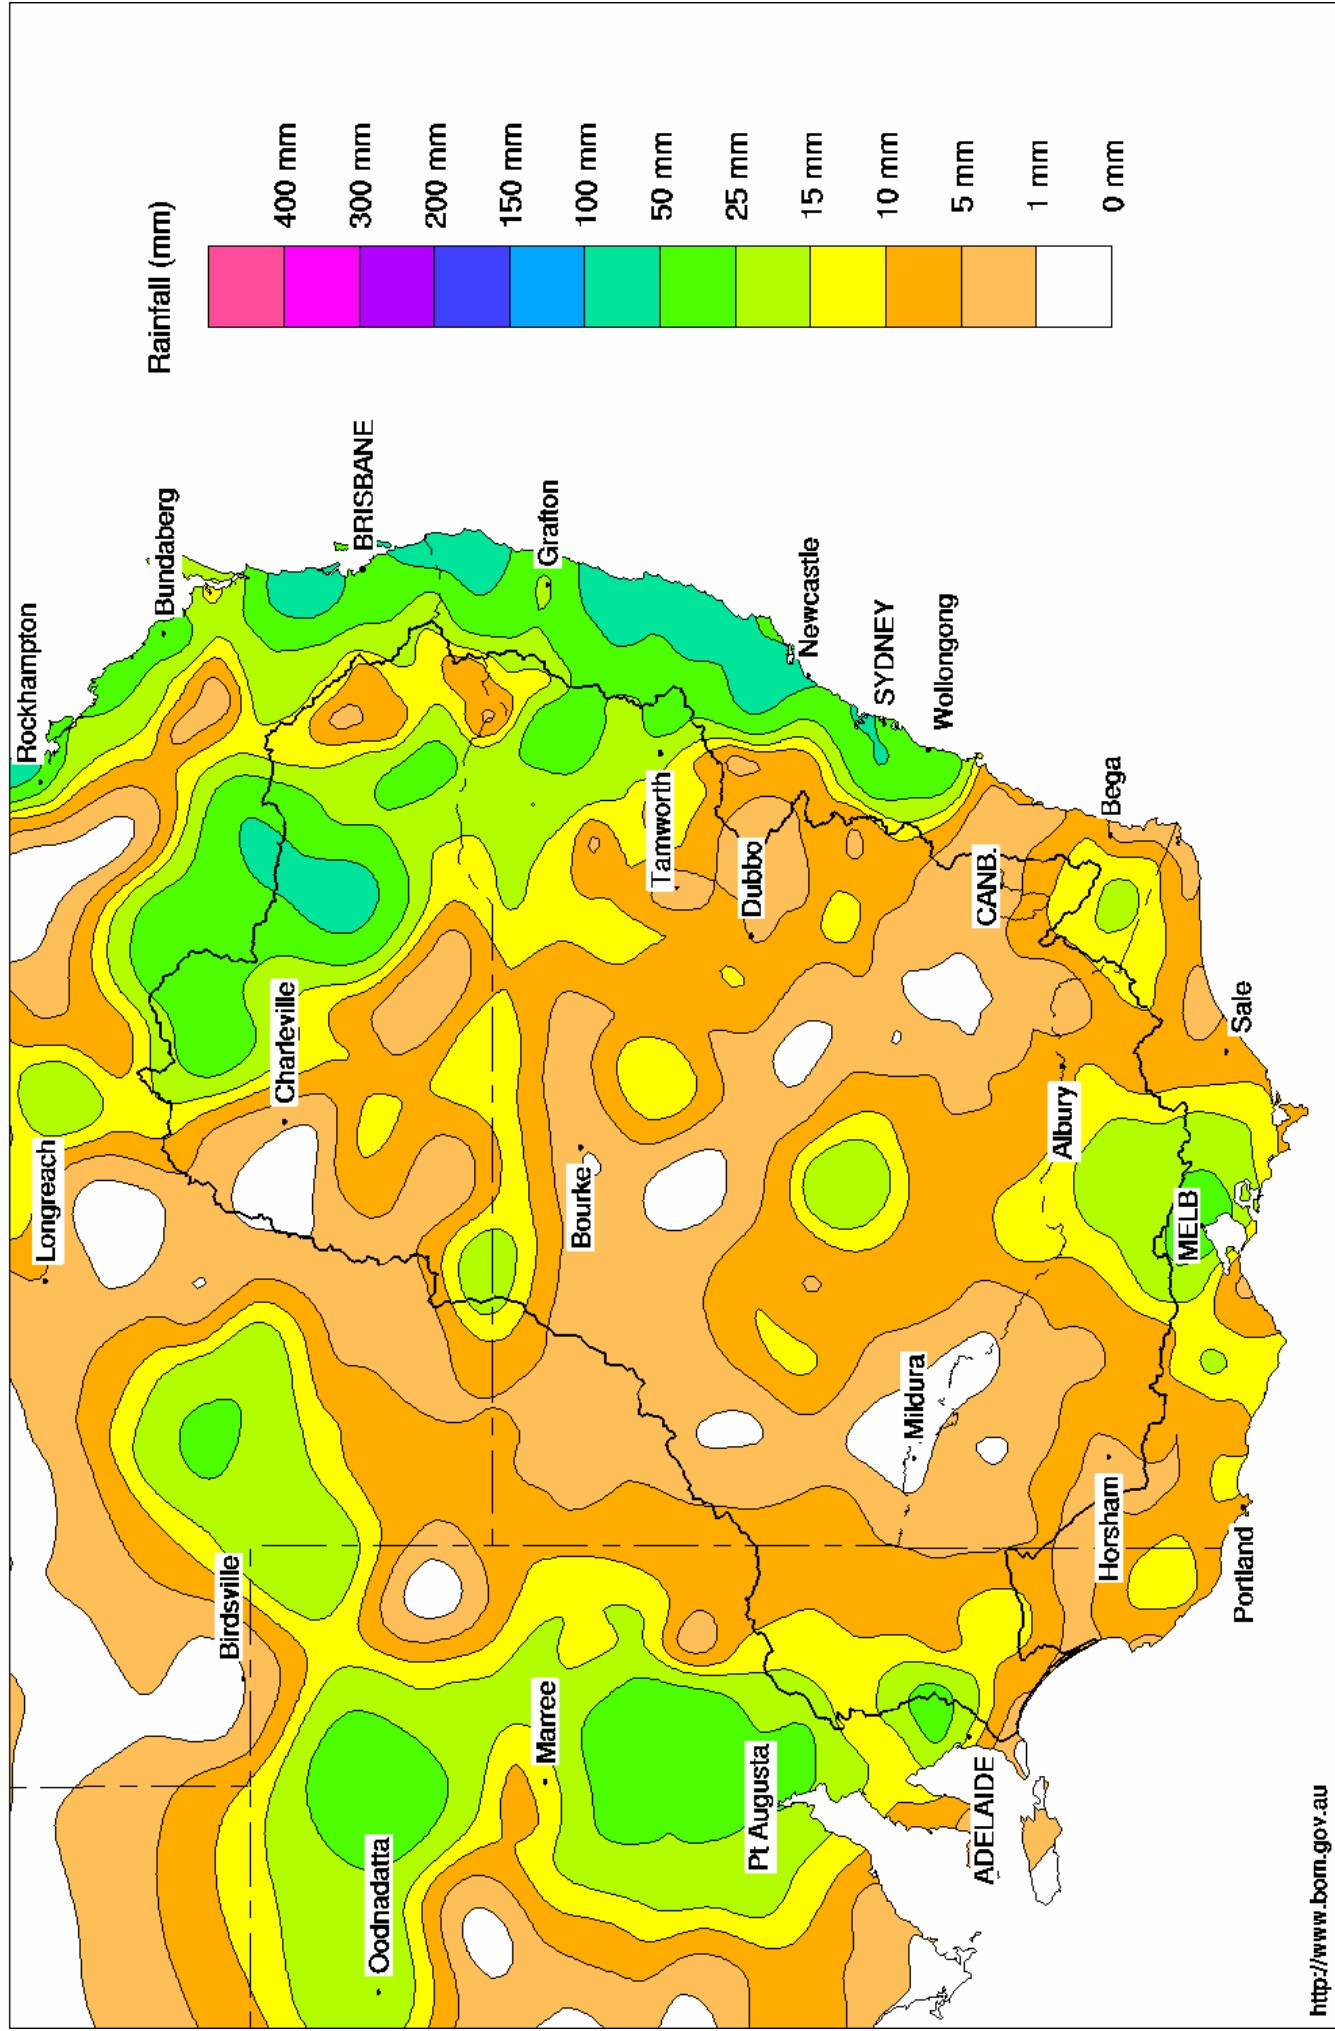 Rainfall (mm)
400 mm
300 mm
200 mm
150 mm
100 mm
50 mm
25 mm
15 mm
10 mm
5 mm
1 mm
0 mm
Rockhampton
Bundaberg
BRISBANE
Grafton
Newcastle
SYDNEY
Wollongong
Bega
Tamworth
Dubbo
CANB.
Charleville
Longreach
Bourke
Albury
Sale
MELB
Mildura
Horsham
Portland
Birdsville
Marree
Oodnadatta
Pt Augusta
ADELAIDE
http://www.bom.gov.au